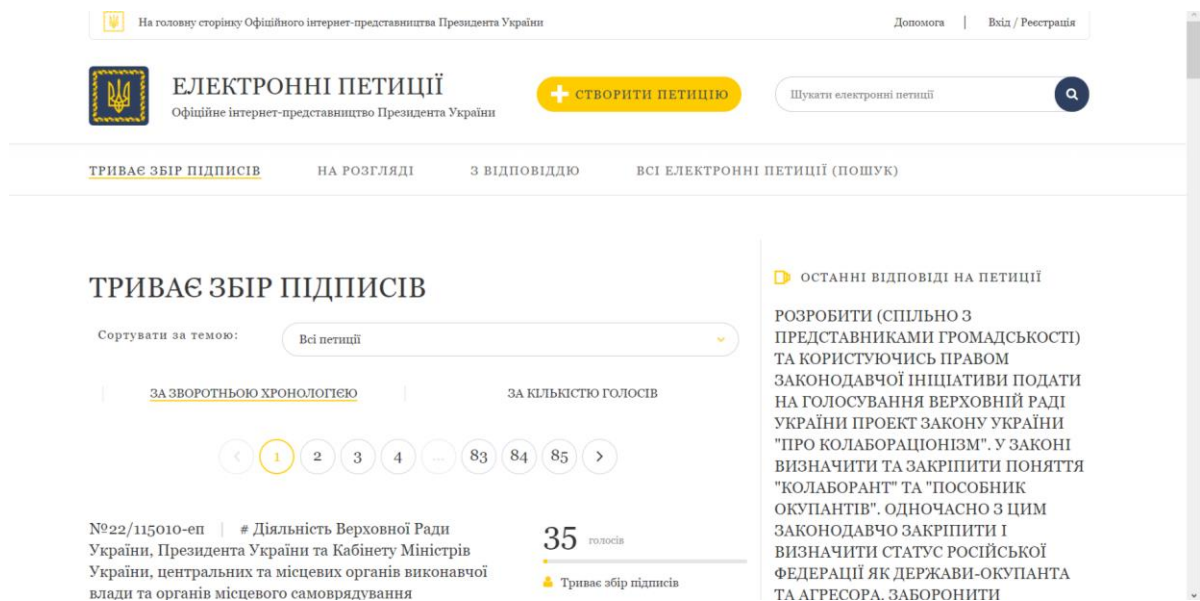 На головну сторінку Офіційного інтернет-представництва Президента України
Допомога | Вхід / Реєстрація
ЕЛЕКТРОННІ ПЕТИЦІЇ
Офіційне інтернет-представництво Президента України
СТВОРИТИ ПЕТИЦІЮ
Шукати електронні петиції
ТРИВАЄ ЗБІР ПІДПИСІВ
НА РОЗГЛЯДІ
З ВІДПОВІДДЮ
ВСІ ЕЛЕКТРОННІ ПЕТИЦІЇ (ПОШУК)
ТРИВАЄ ЗБІР ПІДПИСІВ
Сортувати за темою:
Всі петиції
ЗА ЗВОРОТНЬОЮ ХРОНОЛОГІЄЮ
ЗА КІЛЬКІСТЮ ГОЛОСІВ
1 2 3 4 ... 83 84 85
№22/115010-еп | # Діяльність Верховної Ради
України, Президента України та Кабінету Міністрів
України, центральних та місцевих органів виконавчої
влади та органів місцевого самоврядування
35 голосів
Триває збір підписів
ОСТАННІ ВІДПОВІДІ НА ПЕТИЦІЇ
РОЗРОБИТИ (СПІЛЬНО З
ПРЕДСТАВНИКАМИ ГРОМАДСЬКОСТІ)
ТА КОРИСТУЮЧИСЬ ПРАВОМ
ЗАКОНОДАВЧОЇ ІНІЦІАТИВИ ПОДАТИ
НА ГОЛОСУВАННЯ ВЕРХОВНІЙ РАДІ
УКРАЇНИ ПРОЕКТ ЗАКОНУ УКРАЇНИ
"ПРО КОЛАБОРАЦІОНІЗМ". У ЗАКОНІ
ВИЗНАЧИТИ ТА ЗАКРІПИТИ ПОНЯТТЯ
"КОЛАБОРАНТ" ТА "ПОСОБНИК
ОКУПАНТІВ". ОДНОЧАСНО З ЦИМ
ЗАКОНОДАВЧО ЗАКРІПИТИ І
ВИЗНАЧИТИ СТАТУС РОСІЙСЬКОЇ
ФЕДЕРАЦІЇ ЯК ДЕРЖАВИ-ОКУПАНТА
ТА АГРЕСОРА. ЗАБОРОНИТИ